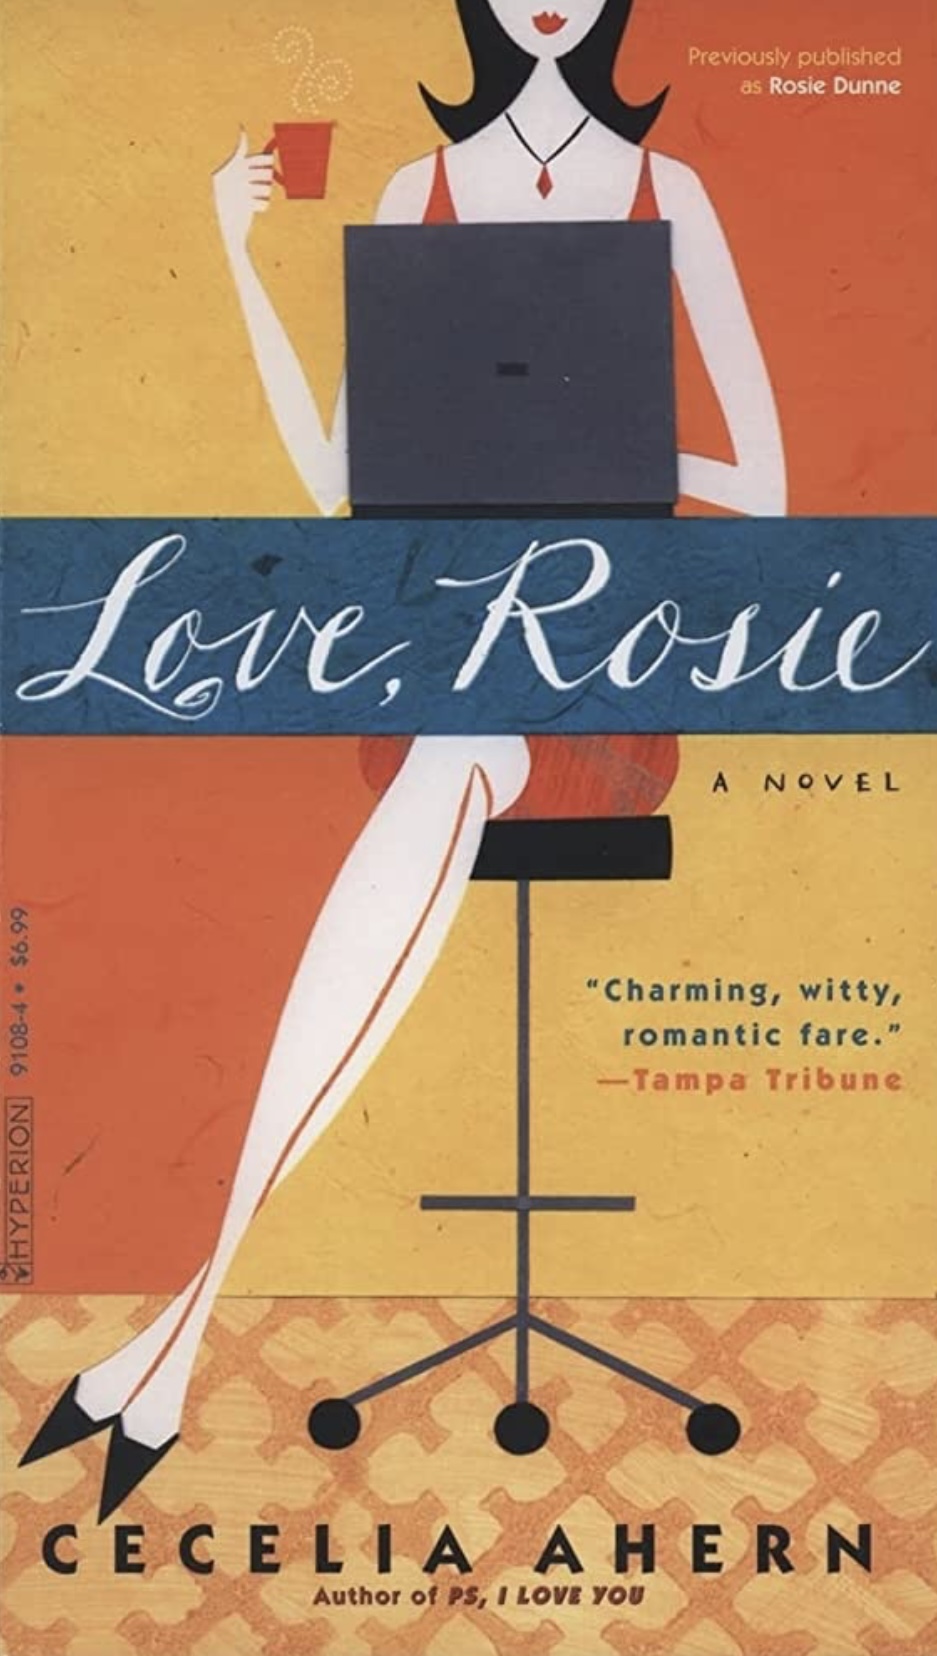 Previously published
as Rosie Dunne
Love, Rosie
A NOVEL
"Charming, witty,
romantic fare."
—Tampa Tribune
HYPERION 9108-4 • $6.99
CECELIA AHERN
Author of PS, I LOVE YOU